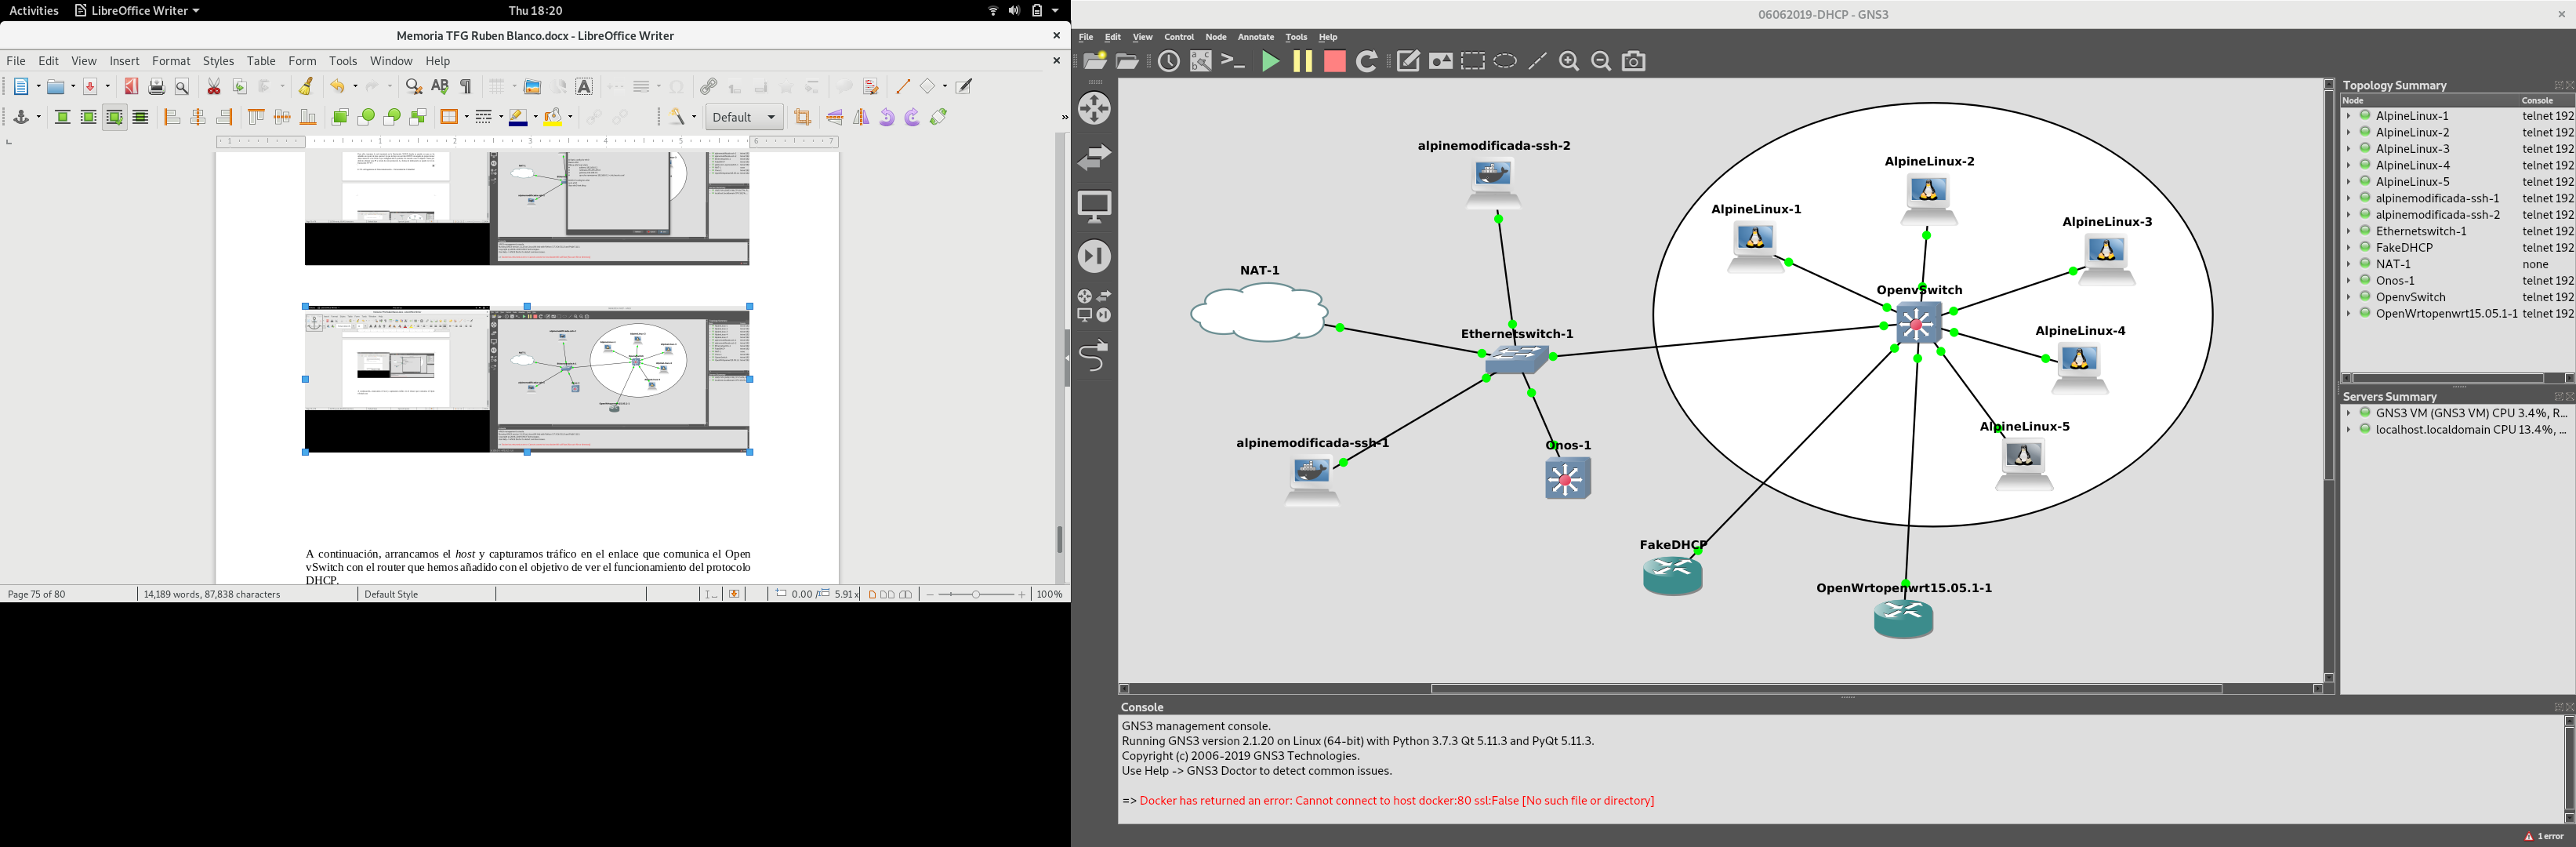 Activities LibreOffice Writer Thu 18:20
Memoria TFG Ruben Blanco.docx - LibreOffice Writer
File Edit View Insert Format Styles Table Form Tools Window Help
Default
A continuación, arrancamos el host y capturamos tráfico en el enlace que comunica el Open
vSwitch con el router que hemos añadido con el objetivo de ver el funcionamiento del protocolo
DHCP.
Page 75 of 80 14,189 words, 87,838 characters Default Style 0.00 / 5.91 100%
06062019-DHCP - GNS3
File Edit View Control Node Annotate Tools Help
alpinemodificada-ssh-2
AlpineLinux-2
AlpineLinux-1
AlpineLinux-3
NAT-1
OpenvSwitch
Ethernetswitch-1
AlpineLinux-4
AlpineLinux-5
alpinemodificada-ssh-1
Onos-1
FakeDHCP
OpenWrtopenwrt15.05.1-1
Topology Summary
Node Console
AlpineLinux-1 telnet 192
AlpineLinux-2 telnet 192
AlpineLinux-3 telnet 192
AlpineLinux-4 telnet 192
AlpineLinux-5 telnet 192
alpinemodificada-ssh-1 telnet 192
alpinemodificada-ssh-2 telnet 192
Ethernetswitch-1 telnet 192
FakeDHCP telnet 192
NAT-1 none
Onos-1 telnet 192
OpenvSwitch telnet 192
OpenWrtopenwrt15.05.1-1 telnet 192
Servers Summary
GNS3 VM (GNS3 VM) CPU 3.4%, R...
localhost.localdomain CPU 13.4%, ...
Console
GNS3 management console.
Running GNS3 version 2.1.20 on Linux (64-bit) with Python 3.7.3 Qt 5.11.3 and PyQt 5.11.3.
Copyright (c) 2006-2019 GNS3 Technologies.
Use Help -> GNS3 Doctor to detect common issues.
=> Docker has returned an error: Cannot connect to host docker:80 ssl:False [No such file or directory]
1 error